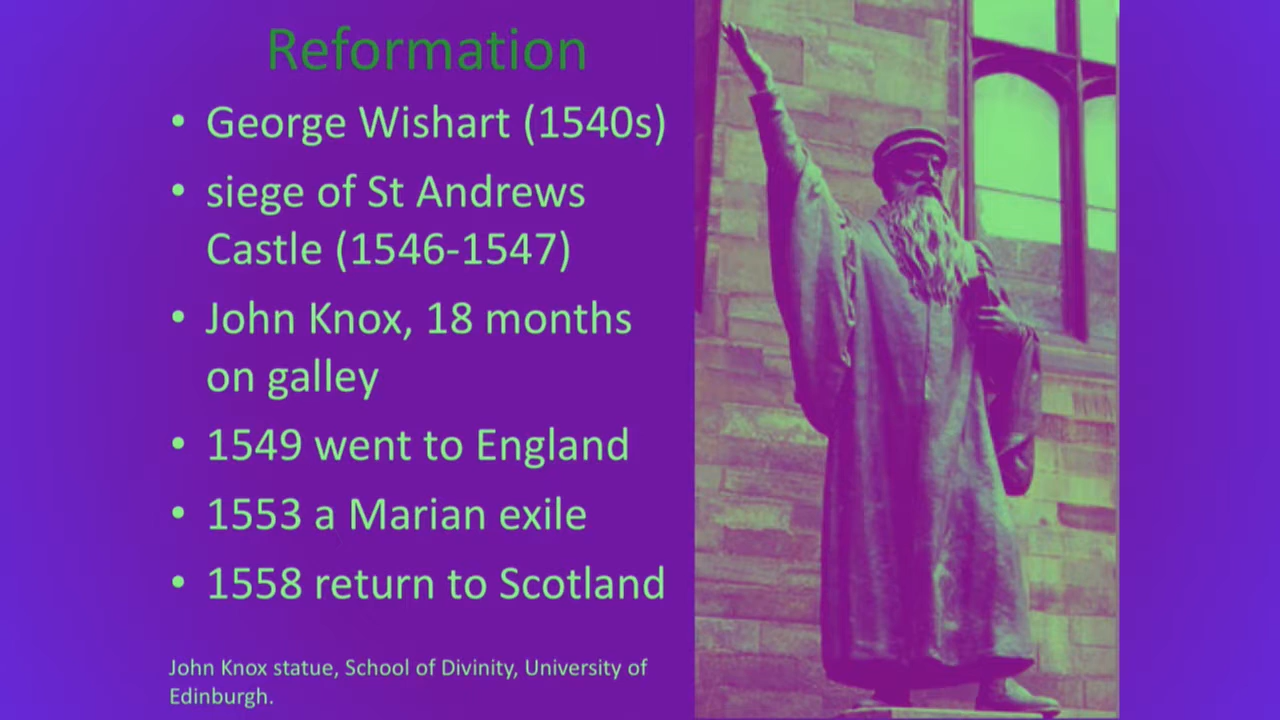 Reformation
• George Wishart (1540s)
• siege of St Andrews
Castle (1546-1547)
• John Knox, 18 months
on galley
• 1549 went to England
• 1553 a Marian exile
• 1558 return to Scotland
John Knox statue, School of Divinity, University of
Edinburgh.